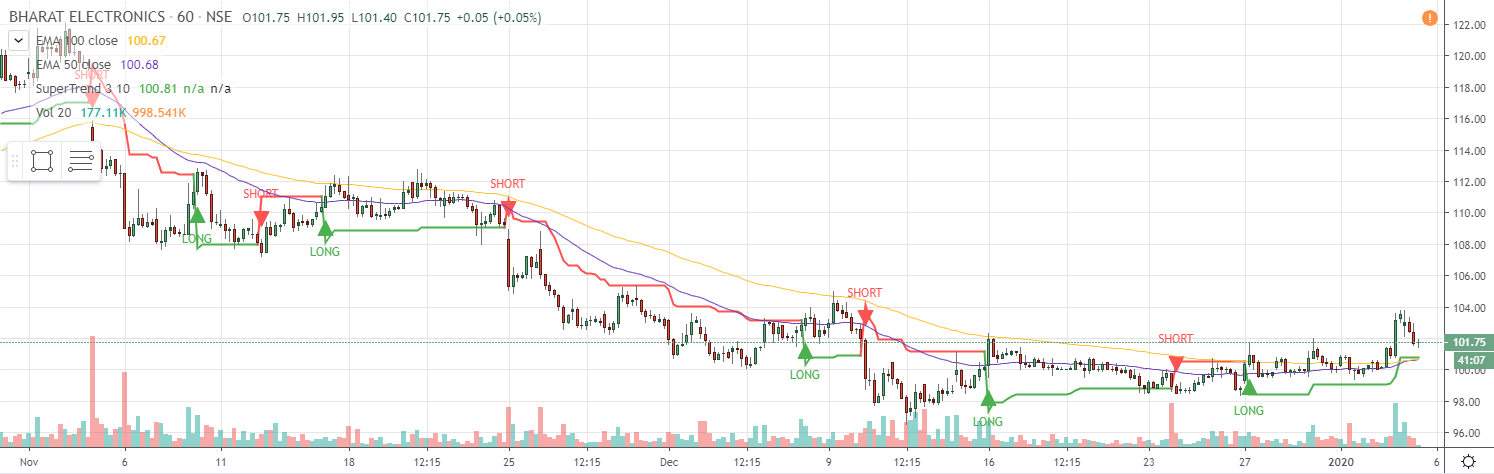 BHARAT ELECTRONICS · 60 · NSE O101.75 H101.95 L101.40 C101.75 +0.05 (+0.05%)
EMA 100 close 100.67
EMA 50 close 100.68
SuperTrend 3 10 100.81 n/a n/a
Vol 20 177.11K 998.541K
SHORT
LONG
SHORT
LONG
SHORT
LONG
SHORT
LONG
SHORT
LONG
122.00
120.00
118.00
116.00
114.00
112.00
110.00
108.00
106.00
104.00
101.75
41:07
100.00
98.00
96.00
Nov 6 11 18 12:15 25 12:15 Dec 12:15 9 12:15 16 12:15 23 27 2020 6